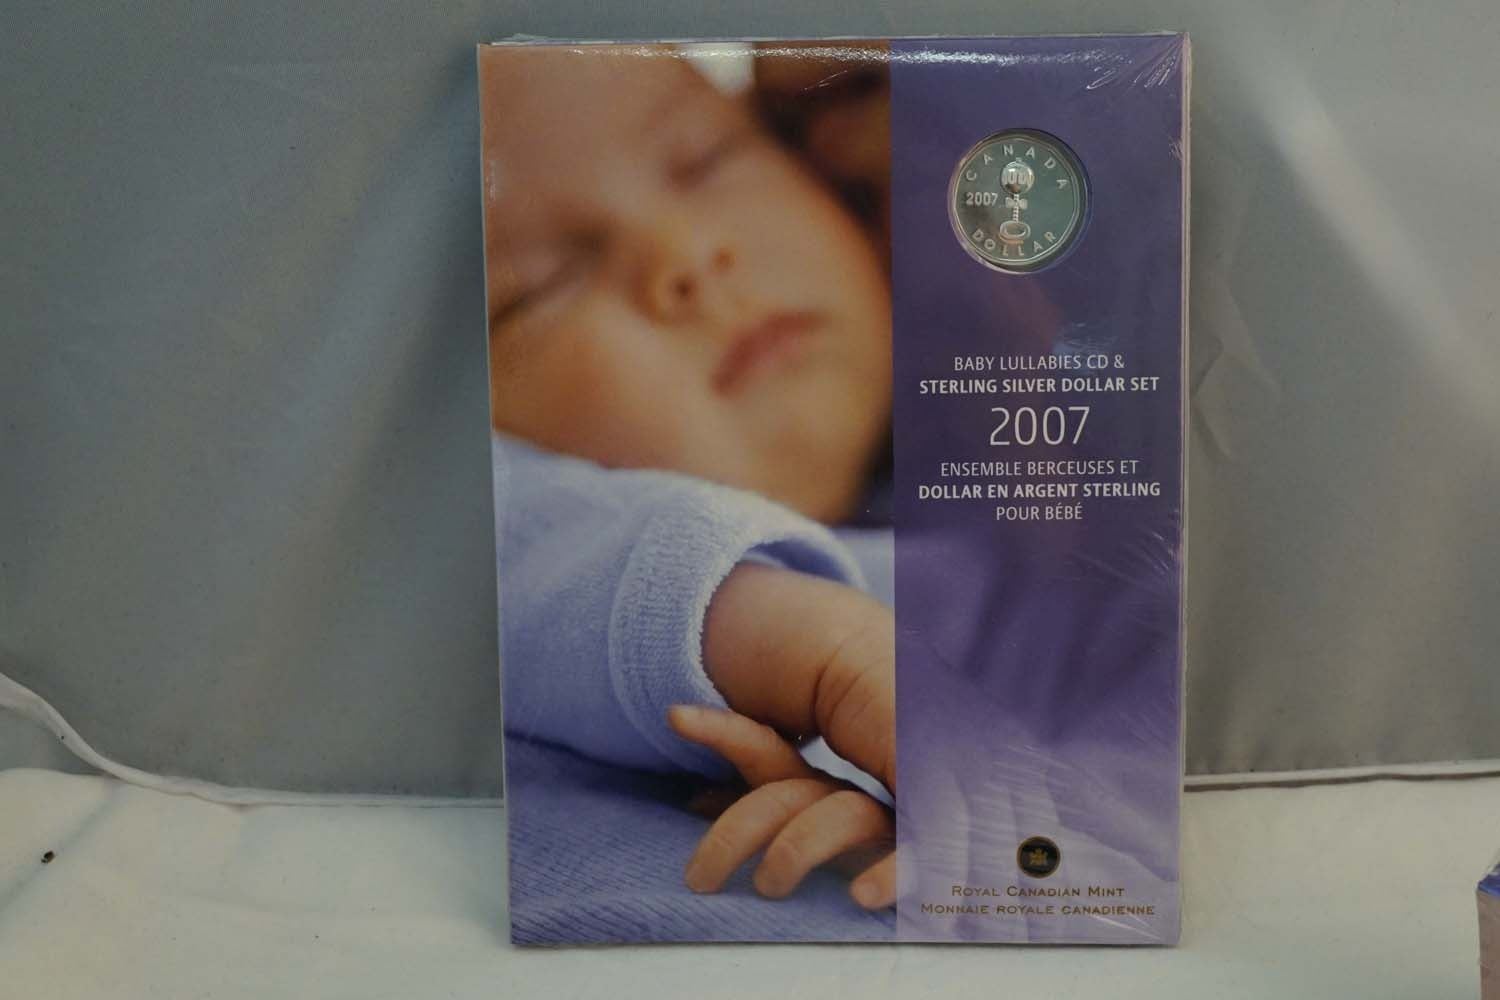 CANADA
2007
DOLLAR
BABY LULLABIES CD &
STERLING SILVER DOLLAR SET
2007
ENSEMBLE BERCEUSES ET
DOLLAR EN ARGENT STERLING
POUR BÉBÉ
ROYAL CANADIAN MINT
MONNAIE ROYALE CANADIENNE